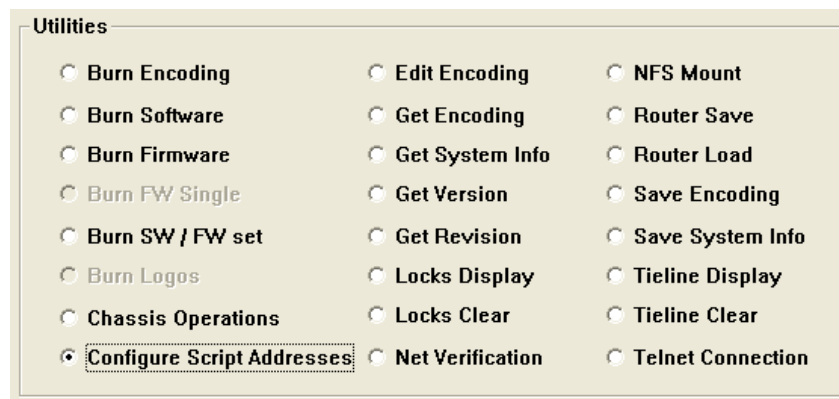 Utilities
Burn Encoding
Burn Software
Burn Firmware
Burn FW Single
Burn SW / FW set
Burn Logos
Chassis Operations
Configure Script Addresses
Edit Encoding
Get Encoding
Get System Info
Get Version
Get Revision
Locks Display
Locks Clear
Net Verification
NFS Mount
Router Save
Router Load
Save Encoding
Save System Info
Tieline Display
Tieline Clear
Telnet Connection